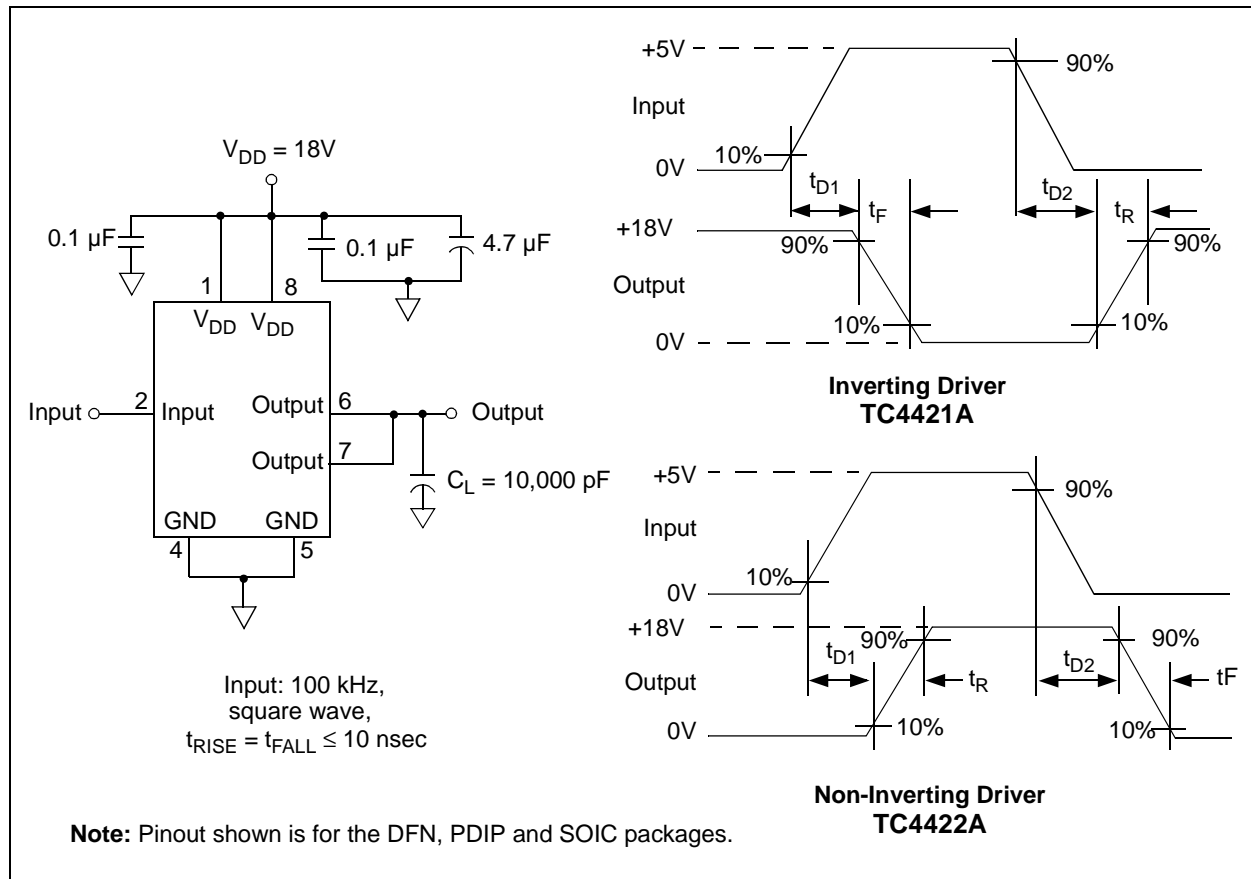 V_DD = 18V
0.1 µF
0.1 µF
4.7 µF
1
8
V_DD
V_DD
Input
2
Input
Output
6
Output
Output
7
C_L = 10,000 pF
GND
GND
4
5
Input: 100 kHz,
square wave,
t_RISE = t_FALL ≤ 10 nsec
+5V
90%
Input
10%
0V
t_D1
t_D2
t_F
t_R
+18V
90%
90%
Output
10%
10%
0V
Inverting Driver
TC4421A
+5V
90%
Input
10%
0V
+18V
90%
90%
t_D1
t_D2
Output
t_R
tF
0V
10%
10%
Non-Inverting Driver
TC4422A
Note: Pinout shown is for the DFN, PDIP and SOIC packages.